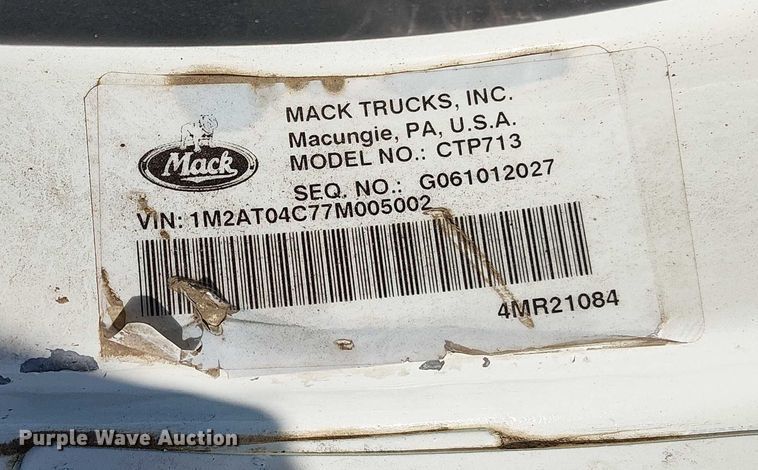 MACK TRUCKS, INC.
Macungie, PA, U.S.A.
MODEL NO.: CTP713
Mack
SEQ. NO.: G061012027
VIN: 1M2AT04C77M005002
4MR21084
Purple Wave Auction